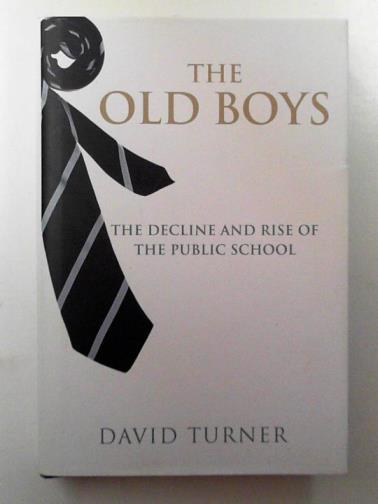 THE
OLD BOYS
THE DECLINE AND RISE OF
THE PUBLIC SCHOOL
DAVID TURNER